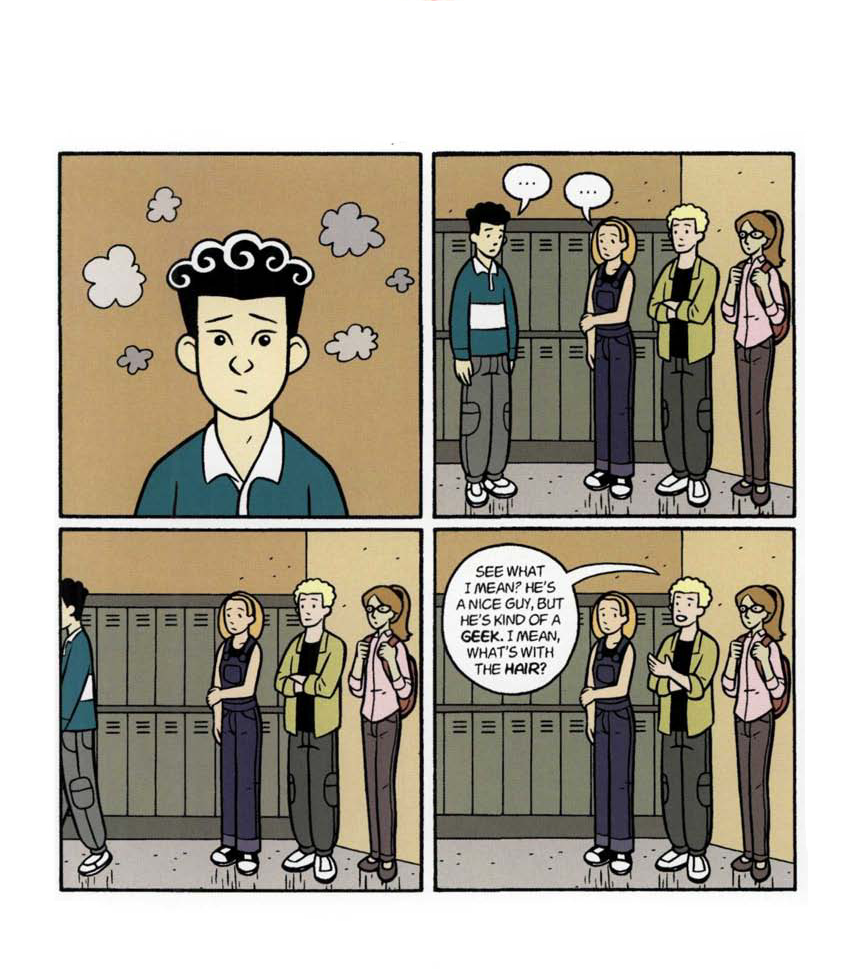 ...
...
SEE WHAT
I MEAN? HE'S
A NICE GUY, BUT
HE'S KIND OF A
GEEK. I MEAN,
WHAT'S WITH
THE HAIR?